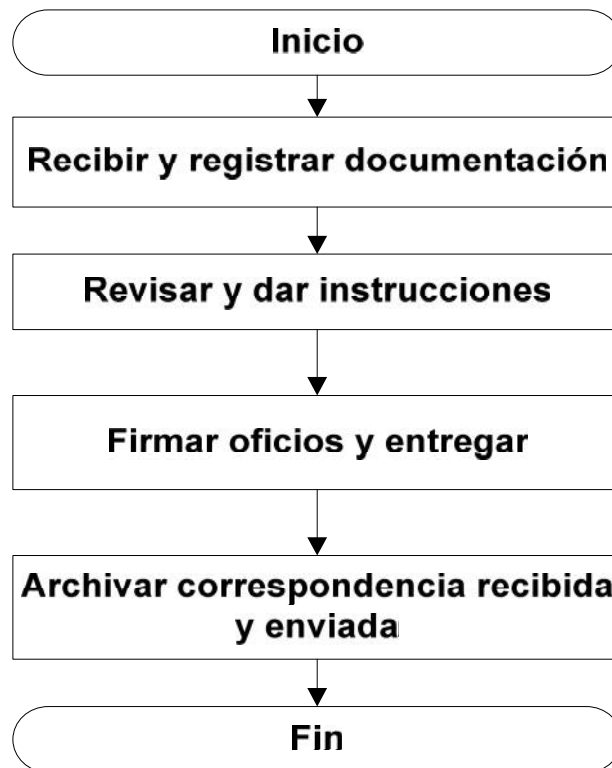 Inicio
Recibir y registrar documentación
Revisar y dar instrucciones
Firmar oficios y entregar
Archivar correspondencia recibida
y enviada
Fin